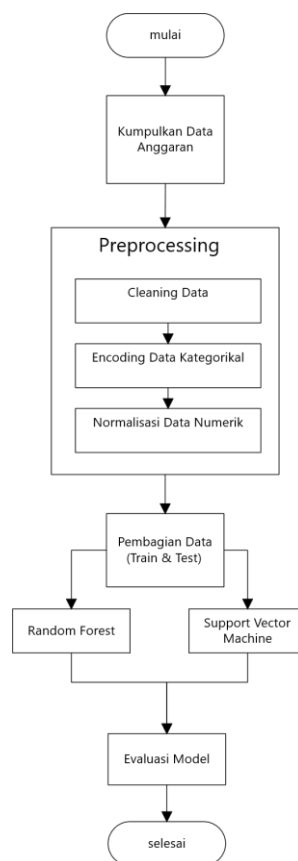 mulai
Kumpulkan Data
Anggaran
Preprocessing
Cleaning Data
Encoding Data Kategorikal
Normalisasi Data Numerik
Pembagian Data
(Train & Test)
Random Forest
Support Vector
Machine
Evaluasi Model
selesai